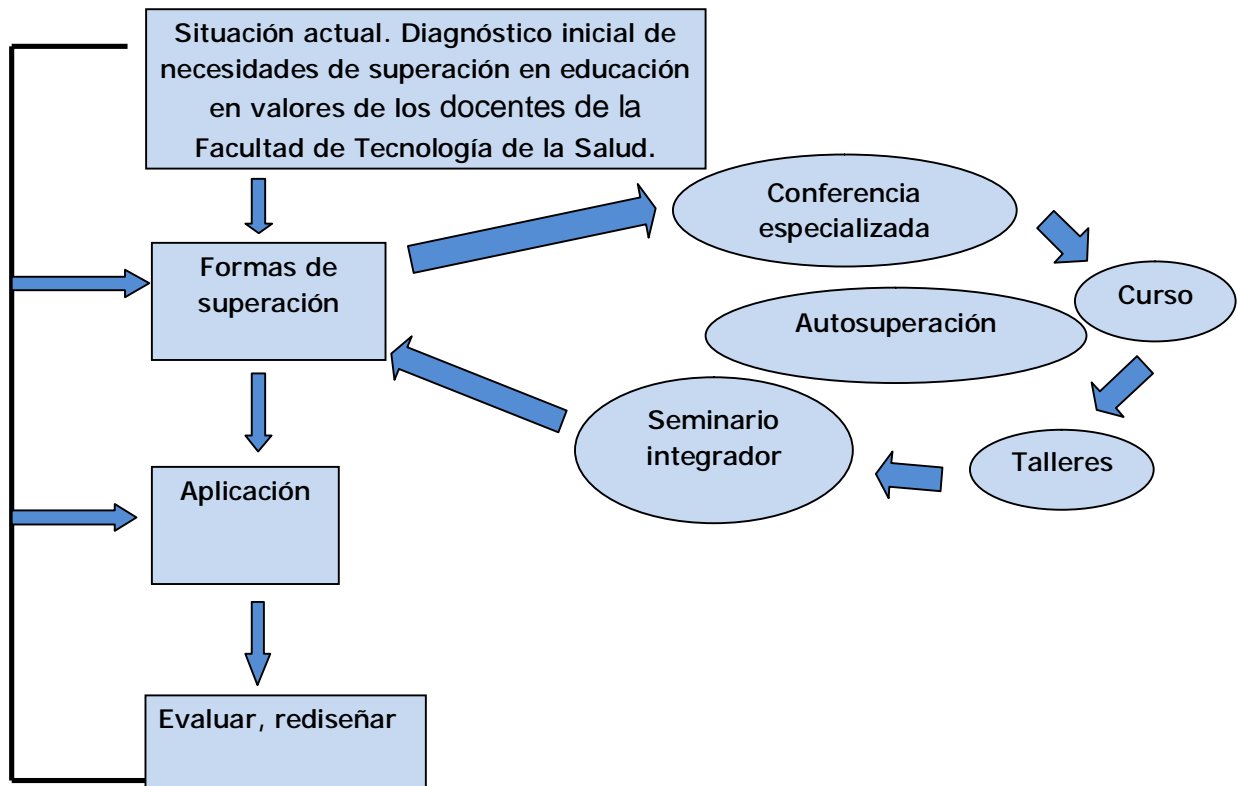 Situación actual. Diagnóstico inicial de
necesidades de superación en educación
en valores de los docentes de la
Facultad de Tecnología de la Salud.
Conferencia
especializada
Formas de
superación
Curso
Autosuperación
Seminario
integrador
Talleres
Aplicación
Evaluar, rediseñar